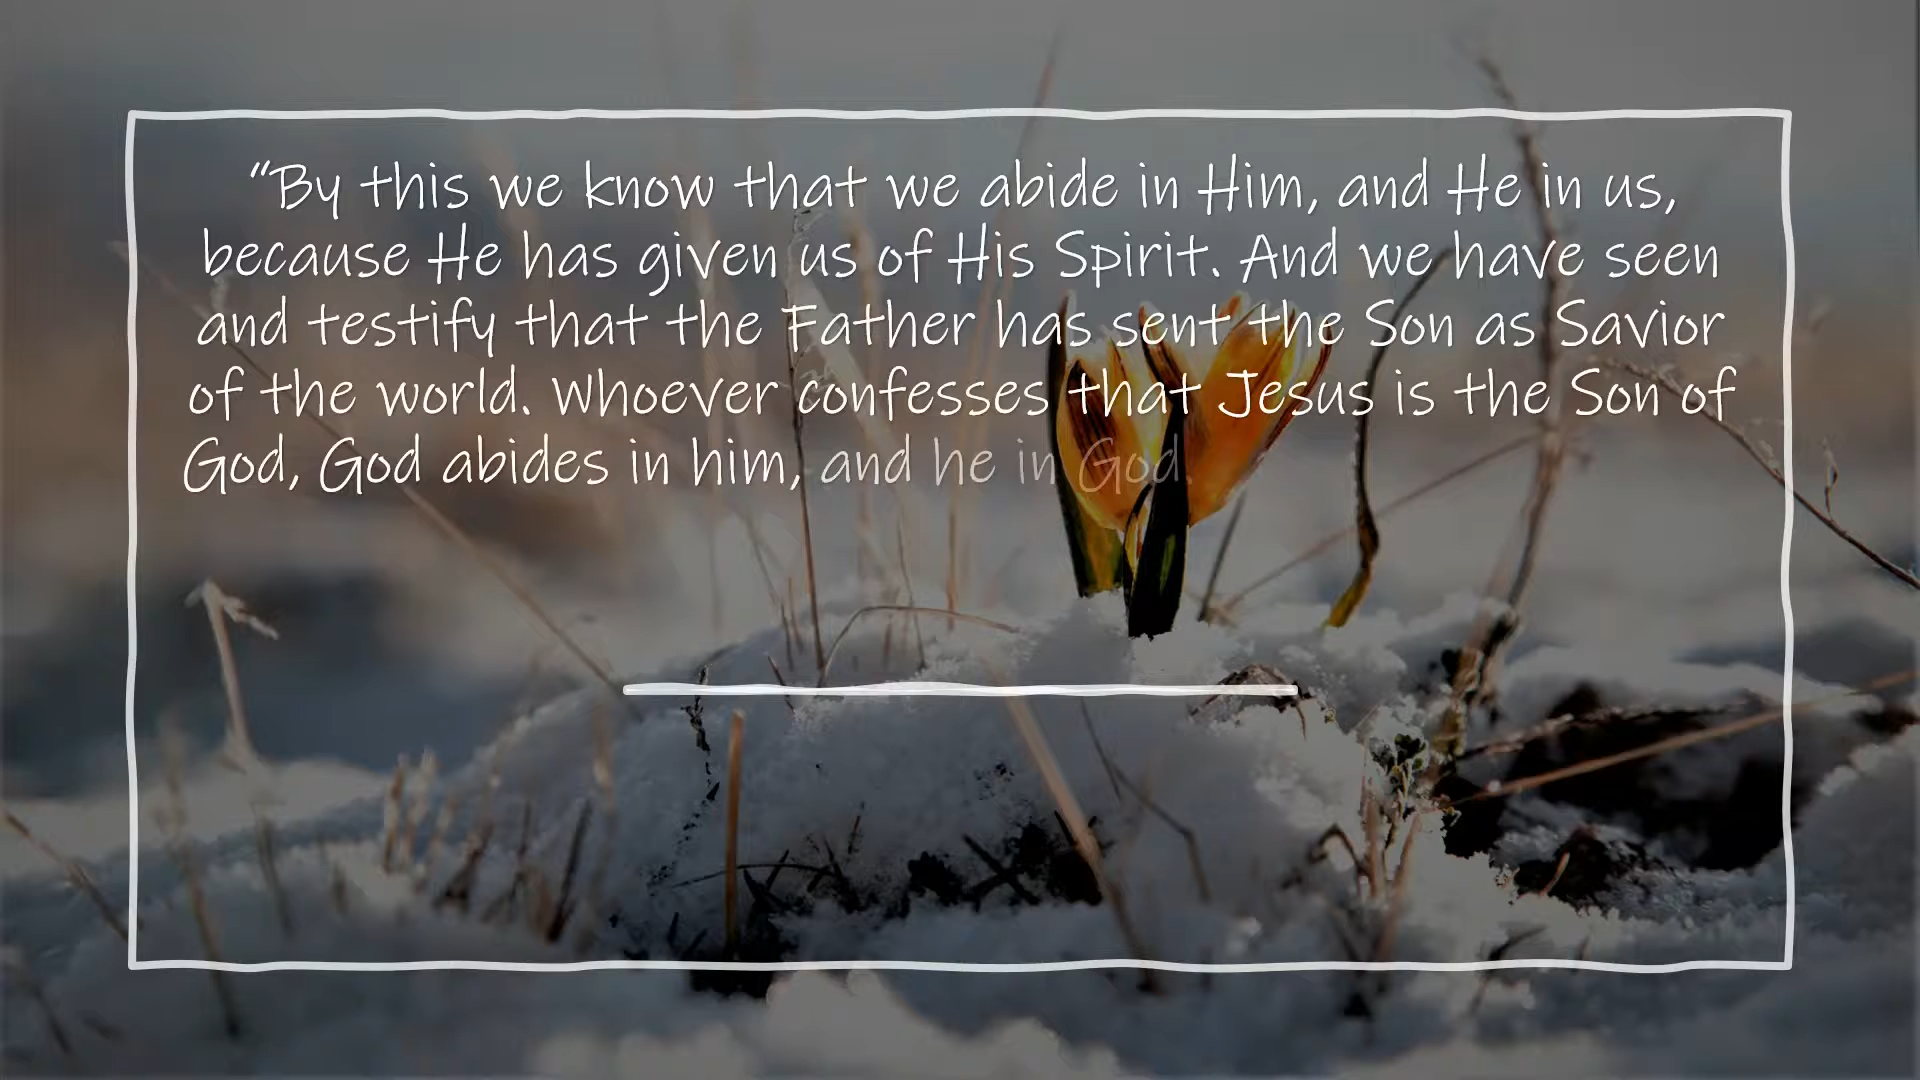 “By this we know that we abide in Him, and He in us,
because He has given us of His Spirit. And we have seen
and testify that the Father has sent the Son as Savior
of the world. Whoever confesses that Jesus is the Son of
God, God abides in him, and he in God.